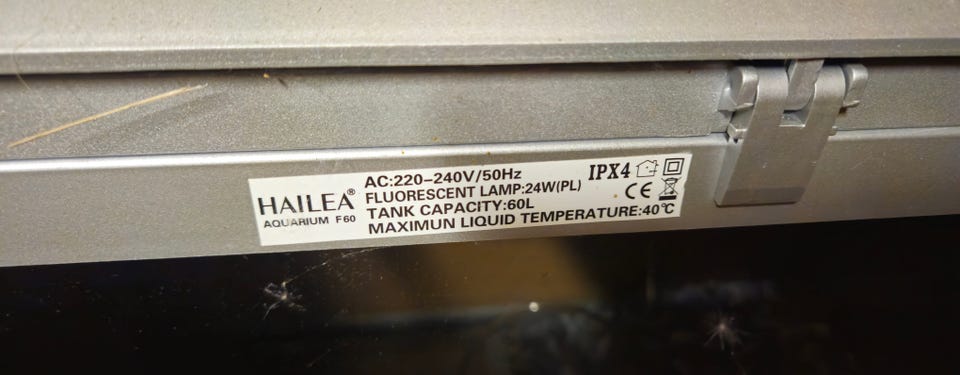 HAILEA®
AQUARIUM F60
AC:220-240V/50Hz
FLUORESCENT LAMP:24W(PL)
TANK CAPACITY:60L
MAXIMUN LIQUID TEMPERATURE:40℃
IPX4
CE